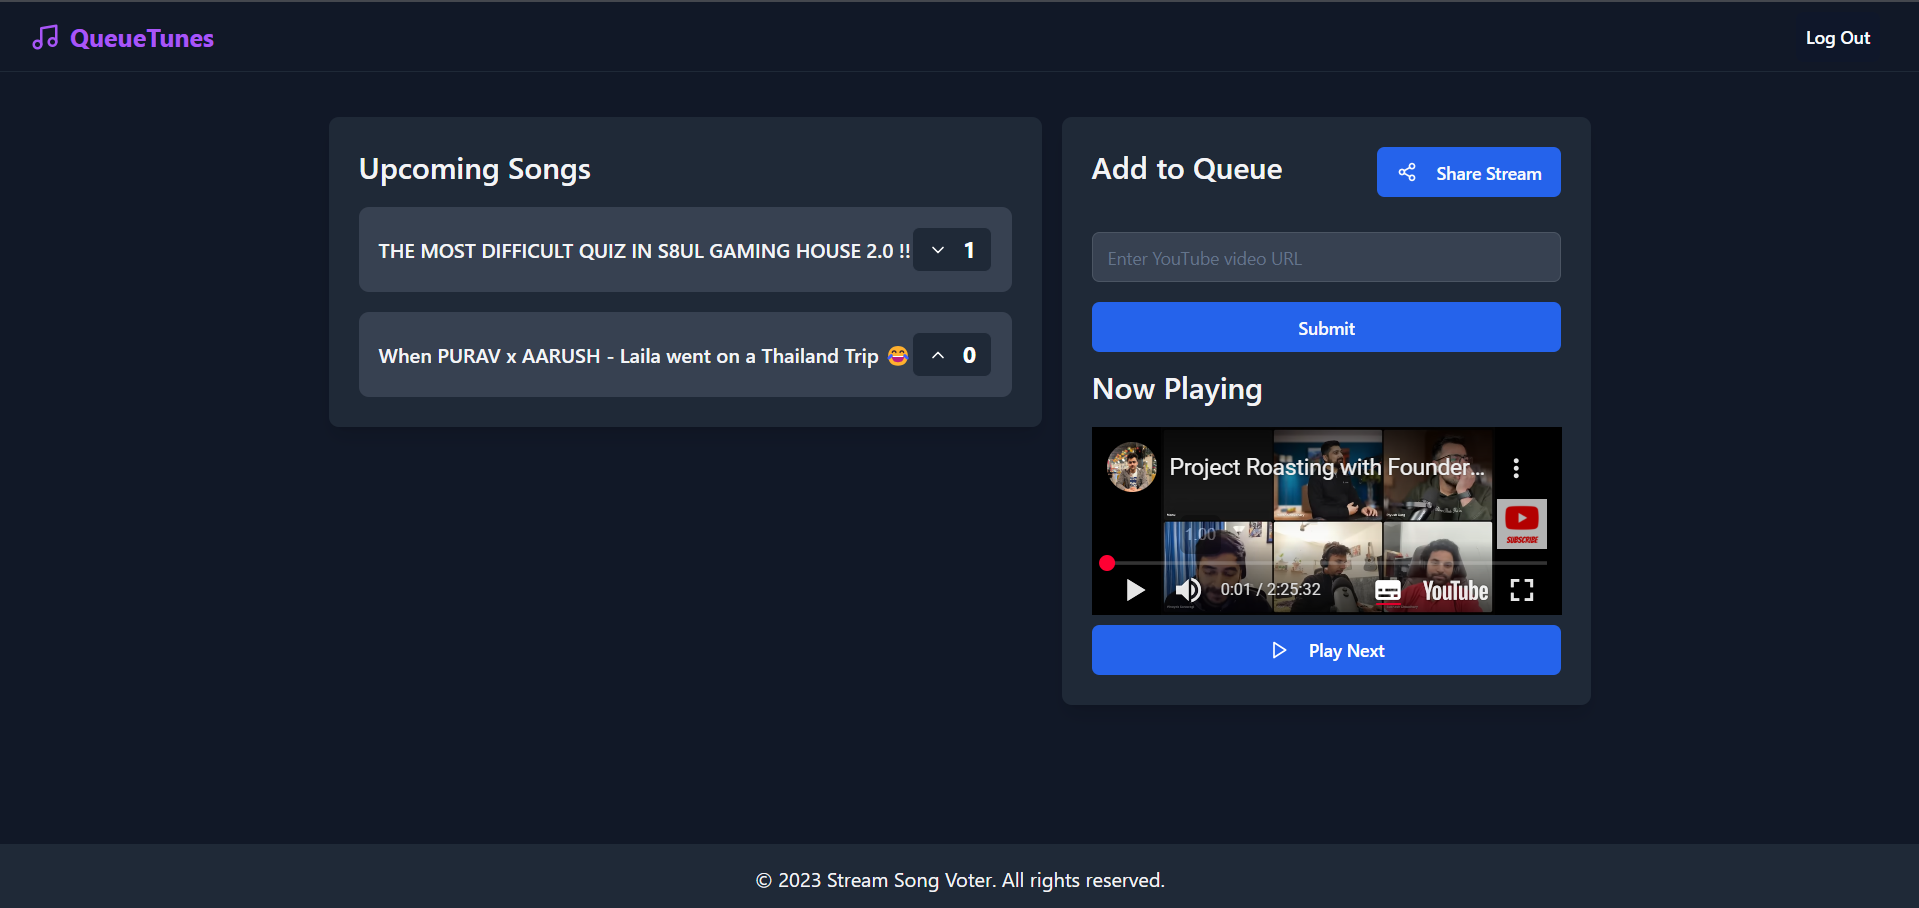 QueueTunes
Log Out
Upcoming Songs
THE MOST DIFFICULT QUIZ IN S8UL GAMING HOUSE 2.0 !!
1
When PURAV x AARUSH - Laila went on a Thailand Trip 😂
0
Add to Queue
Share Stream
Enter YouTube video URL
Submit
Now Playing
Project Roasting with Founder...
SUBSCRIBE
1.00
0:01 / 2:25:32
YouTube
Play Next
© 2023 Stream Song Voter. All rights reserved.